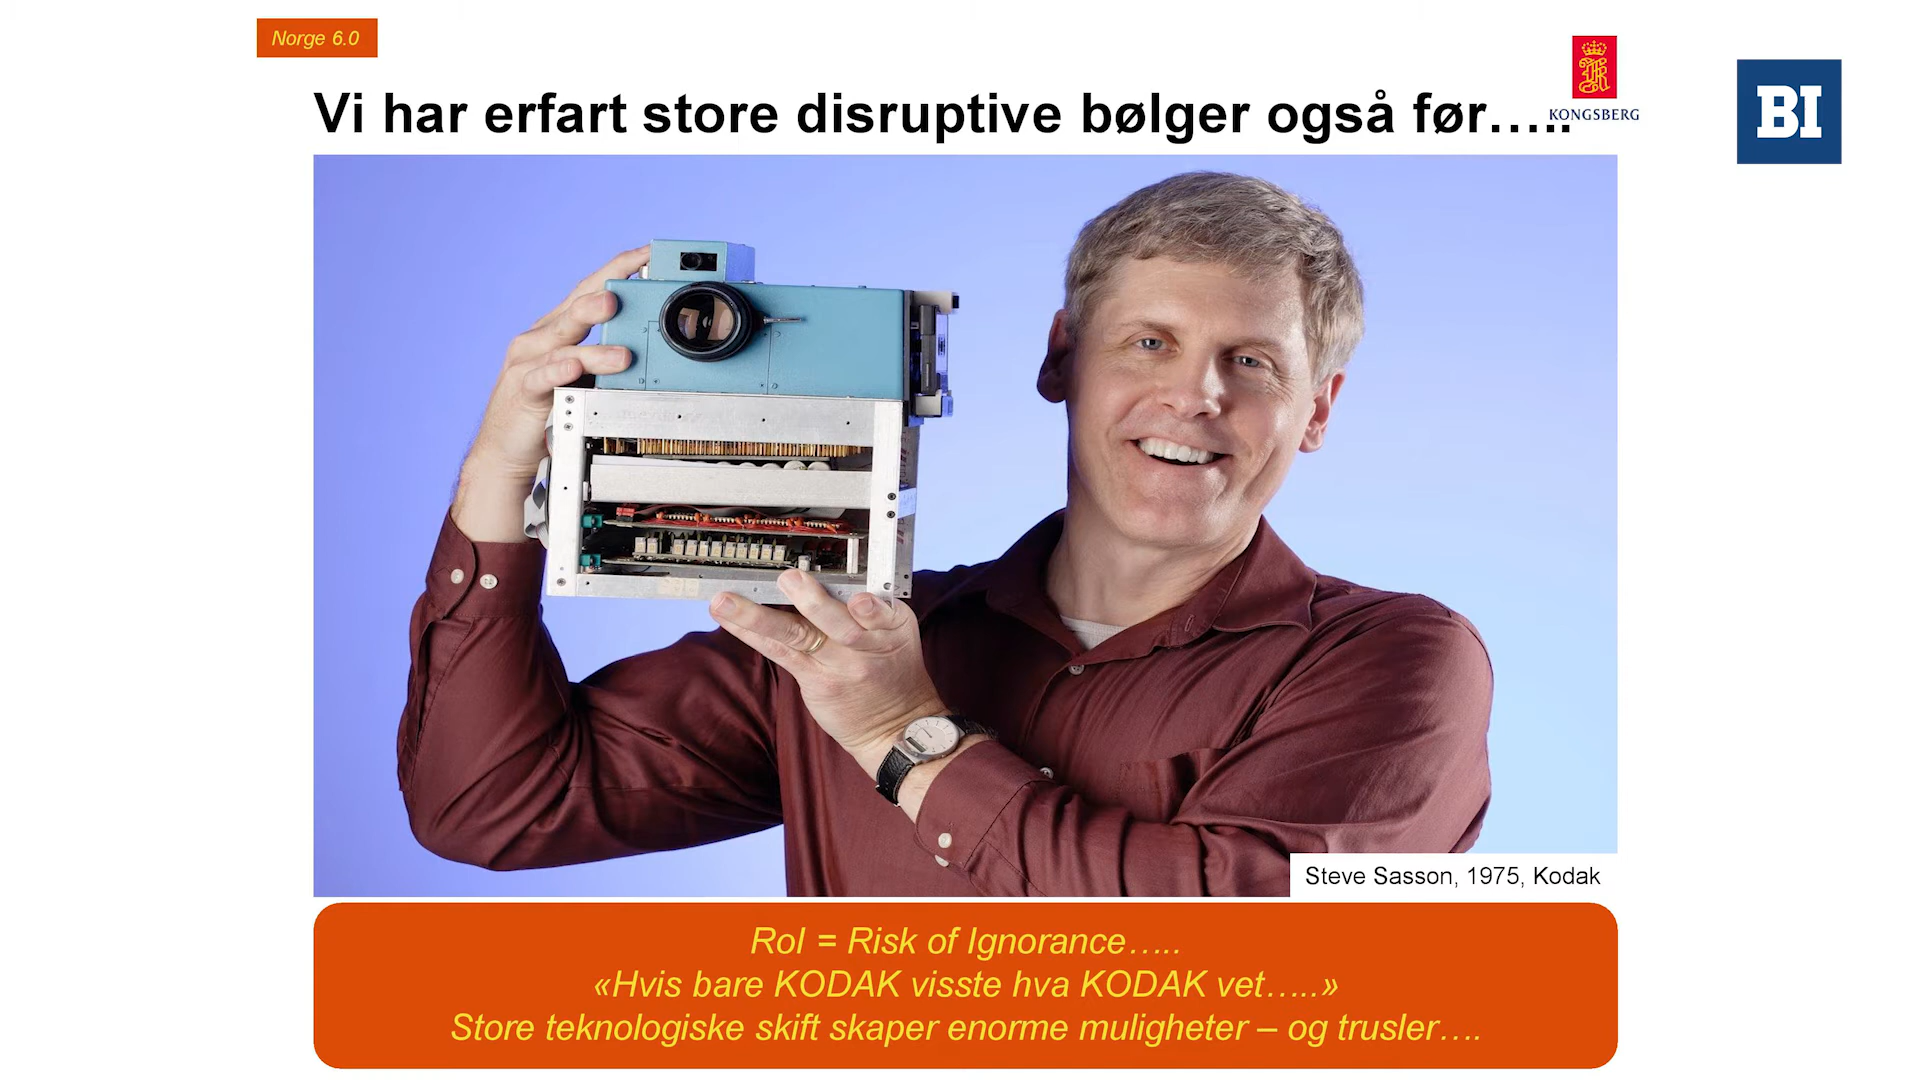 Norge 6.0
Vi har erfart store disruptive bølger også før…..
KONGSBERG
BI
Steve Sasson, 1975, Kodak
RoI = Risk of Ignorance…..
«Hvis bare KODAK visste hva KODAK vet…..»
Store teknologiske skift skaper enorme muligheter – og trusler….